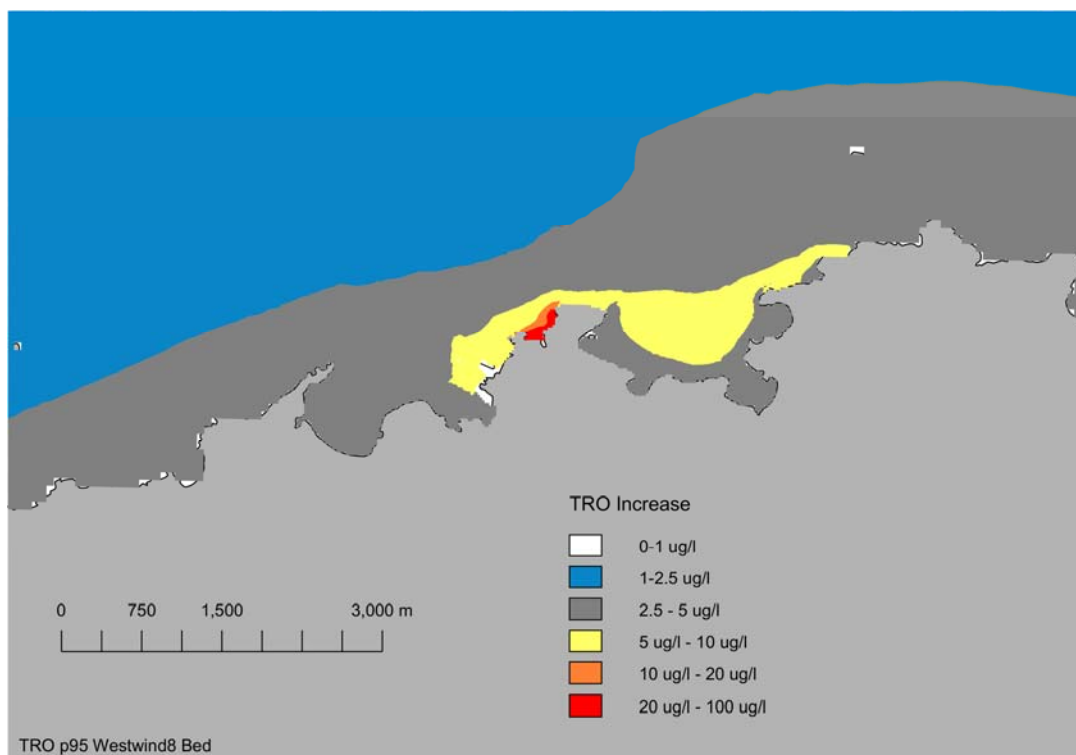 TRO Increase
0-1 ug/l
1-2.5 ug/l
2.5 - 5 ug/l
5 ug/l - 10 ug/l
10 ug/l - 20 ug/l
20 ug/l - 100 ug/l
0 750 1,500 3,000 m
TRO p95 Westwind8 Bed